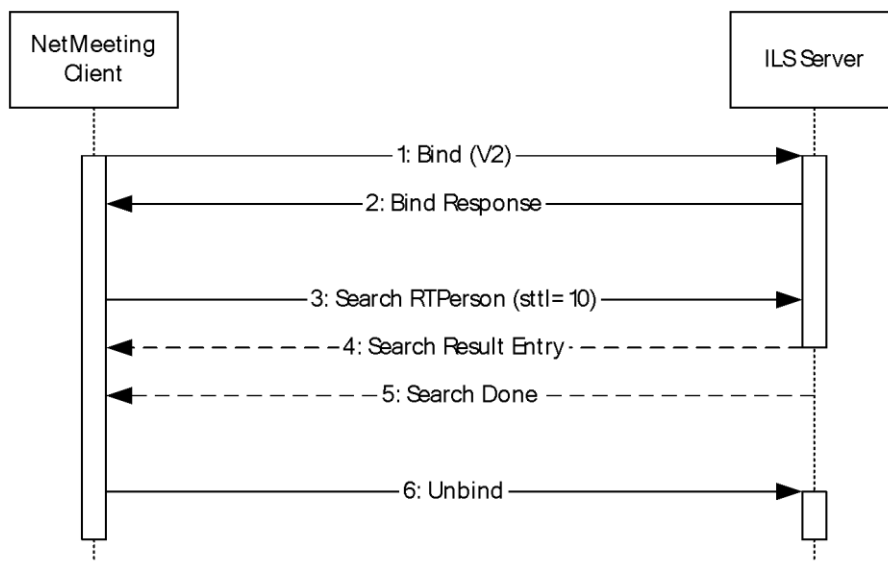 NetMeeting
Client
ILS Server
1: Bind (V2)
2: Bind Response
3: Search RTPerson (sttl=10)
4: Search Result Entry
5: Search Done
6: Unbind